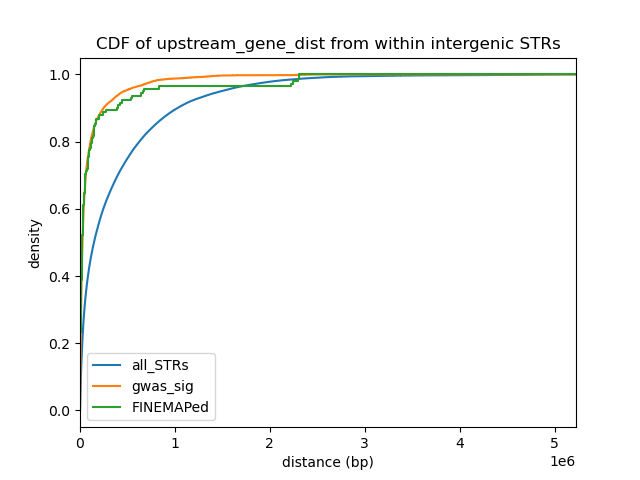 CDF of upstream_gene_dist from within intergenic STRs
density
1.0
0.8
0.6
0.4
0.2
0.0
all_STRs
gwas_sig
FINEMAPed
0 1 2 3 4 5
1e6
distance (bp)